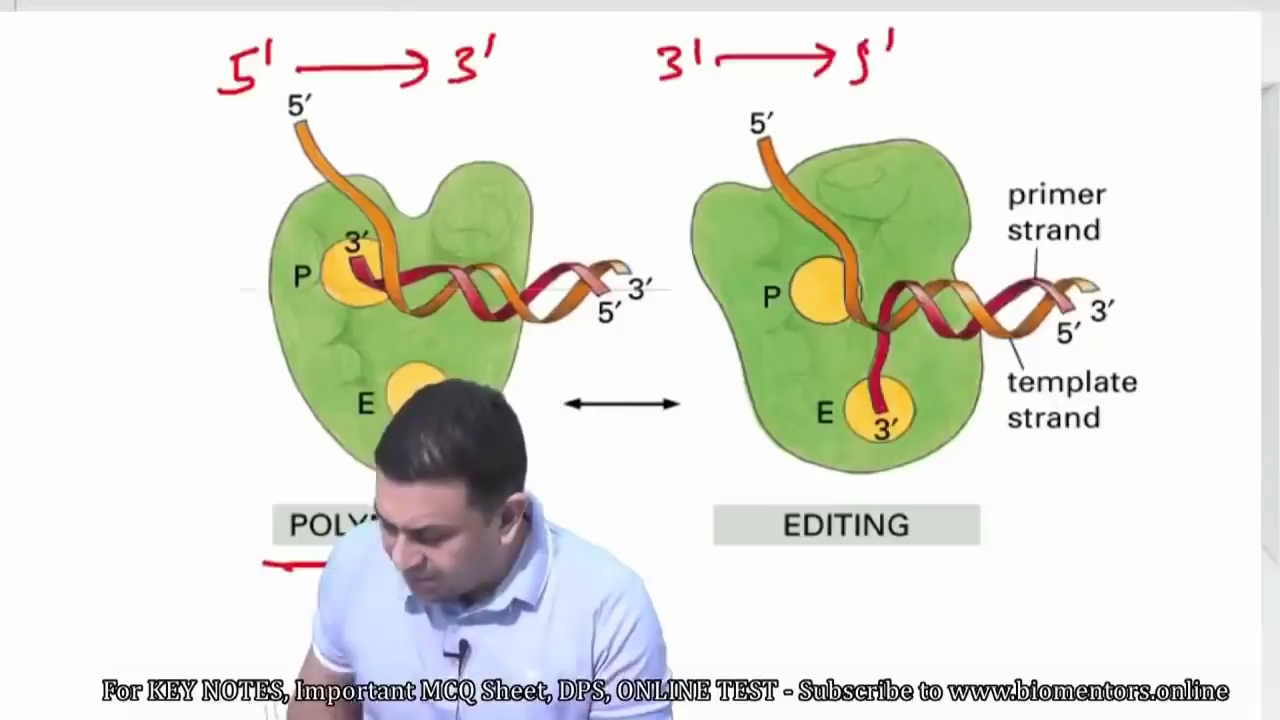 5' → 3'
3' → 5'
5′
5′
primer
strand
3′
P
P
3′
5′
3′
5′
template
strand
E
E
3′
EDITING
For KEY NOTES, Important MCQ Sheet, DPS, ONLINE TEST - Subscribe to www.biomentors.online